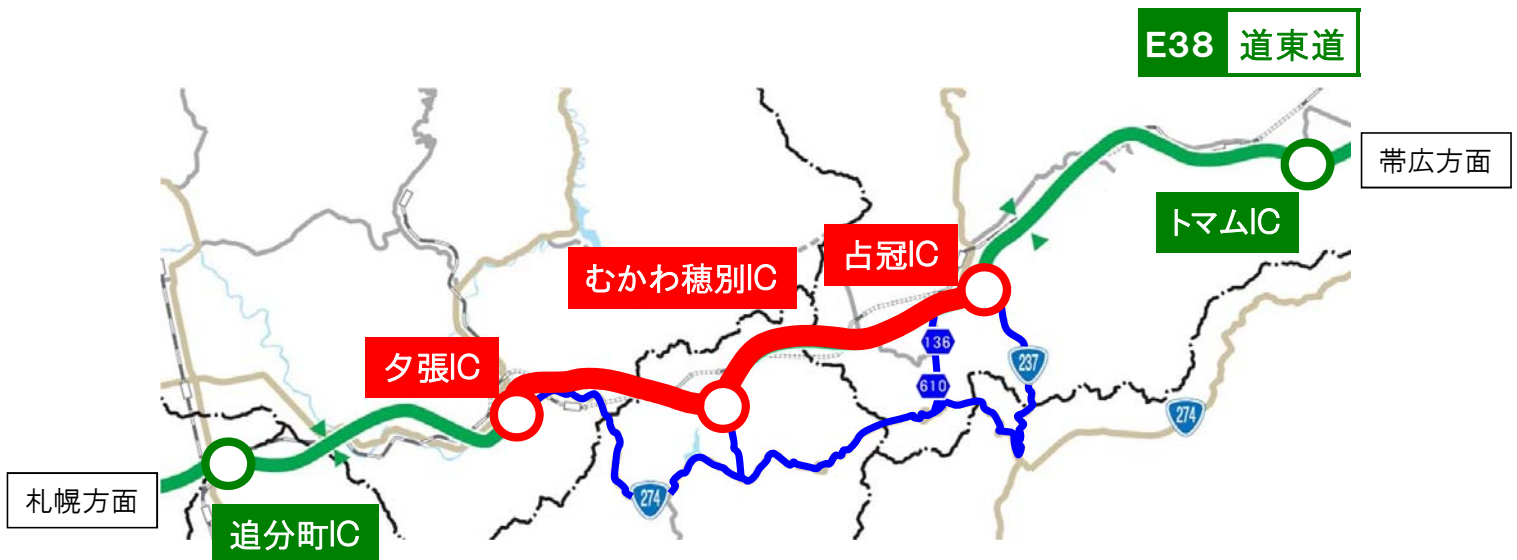 E38 道東道
帯広方面
トマムIC
占冠IC
むかわ穂別IC
136
夕張IC
237
610
274
274
札幌方面
追分町IC